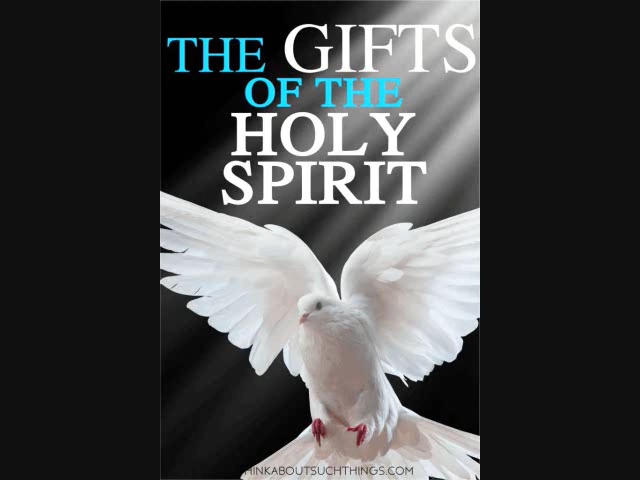 THE GIFTS
OF THE
HOLY
SPIRIT
HINKABOUTSUCHTHINGS.COM